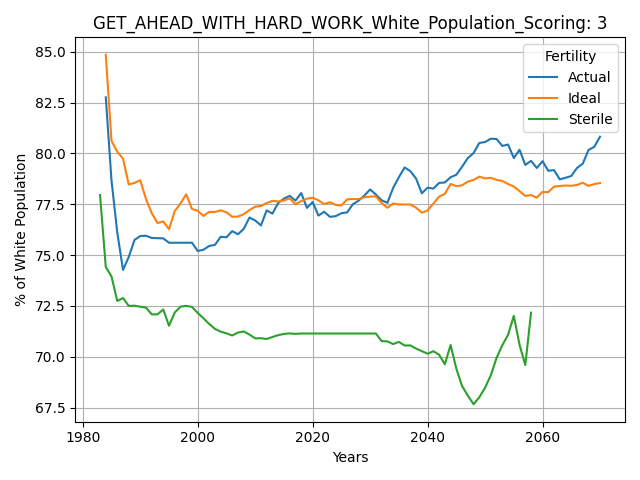 GET_AHEAD_WITH_HARD_WORK_White_Population_Scoring: 3
Fertility
Actual
Ideal
Sterile
% of White Population
85.0
82.5
80.0
77.5
75.0
72.5
70.0
67.5
1980 2000 2020 2040 2060
Years